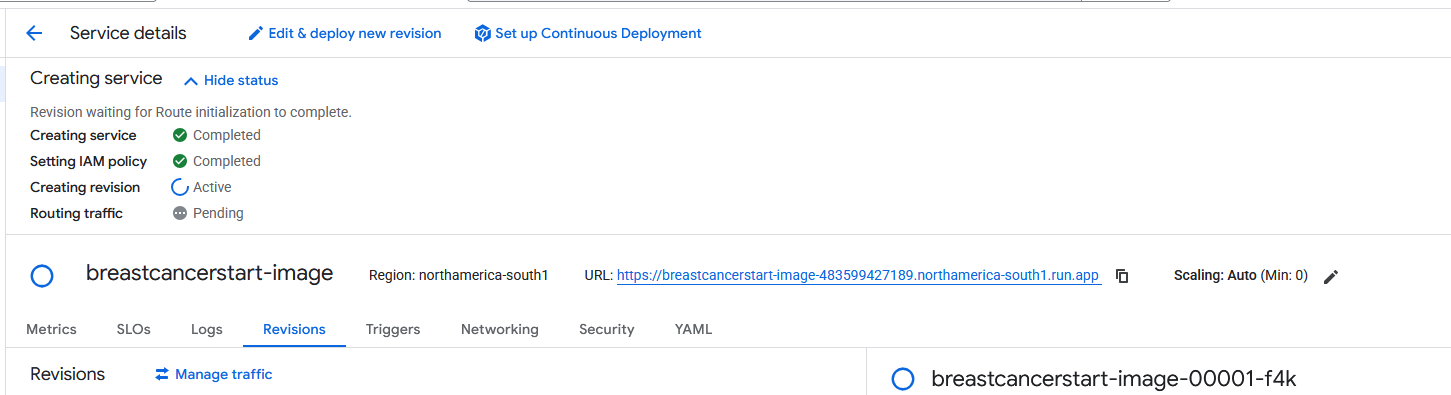 Service details Edit & deploy new revision Set up Continuous Deployment
Creating service Hide status
Revision waiting for Route initialization to complete.
Creating service Completed
Setting IAM policy Completed
Creating revision Active
Routing traffic Pending
breastcancerstart-image Region: northamerica-south1 URL: https://breastcancerstart-image-483599427189.northamerica-south1.run.app Scaling: Auto (Min: 0)
Metrics SLOs Logs Revisions Triggers Networking Security YAML
Revisions Manage traffic
breastcancerstart-image-00001-f4k